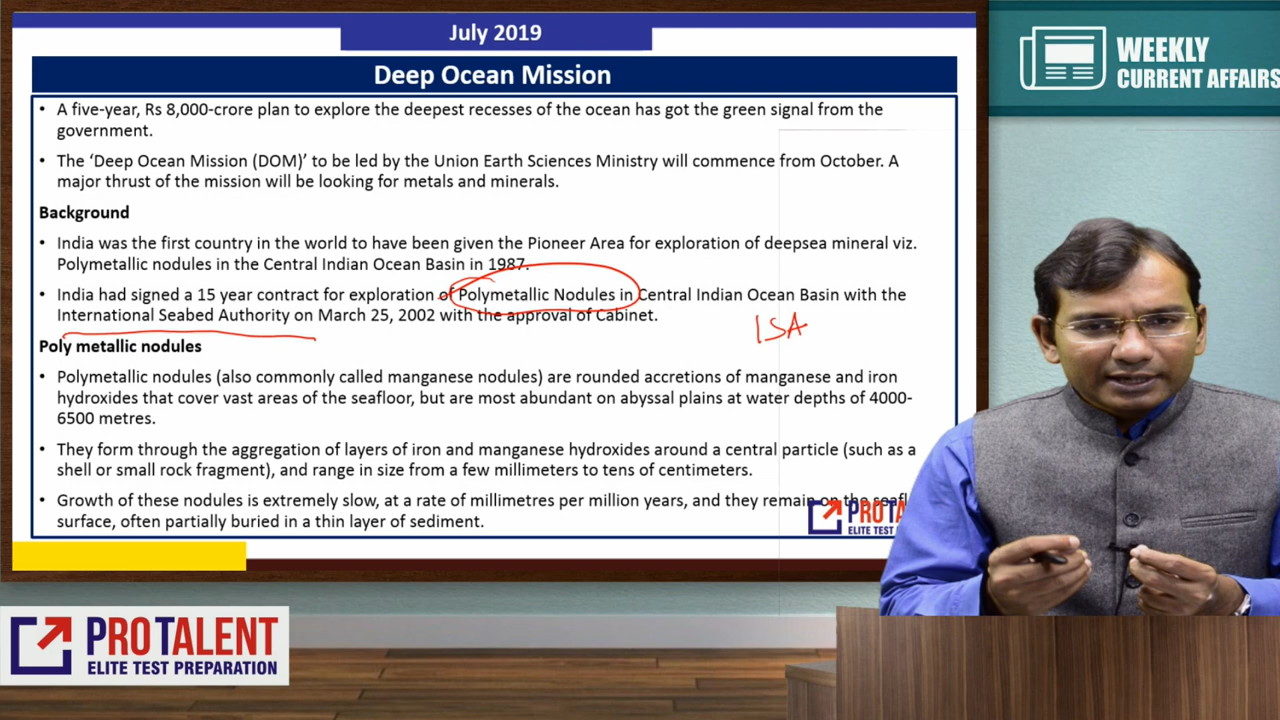 July 2019
WEEKLY
CURRENT AFFAIRS
Deep Ocean Mission
• A five-year, Rs 8,000-crore plan to explore the deepest recesses of the ocean has got the green signal from the
government.
• The ‘Deep Ocean Mission (DOM)’ to be led by the Union Earth Sciences Ministry will commence from October. A
major thrust of the mission will be looking for metals and minerals.
Background
• India was the first country in the world to have been given the Pioneer Area for exploration of deepsea mineral viz.
Polymetallic nodules in the Central Indian Ocean Basin in 1987.
• India had signed a 15 year contract for exploration of Polymetallic Nodules in Central Indian Ocean Basin with the
International Seabed Authority on March 25, 2002 with the approval of Cabinet.
ISA
Poly metallic nodules
• Polymetallic nodules (also commonly called manganese nodules) are rounded accretions of manganese and iron
hydroxides that cover vast areas of the seafloor, but are most abundant on abyssal plains at water depths of 4000-
6500 metres.
• They form through the aggregation of layers of iron and manganese hydroxides around a central particle (such as a
shell or small rock fragment), and range in size from a few millimeters to tens of centimeters.
• Growth of these nodules is extremely slow, at a rate of millimetres per million years, and they remain on the
surface, often partially buried in a thin layer of sediment.
ELITE TEST
PROTALENT
ELITE TEST PREPARATION